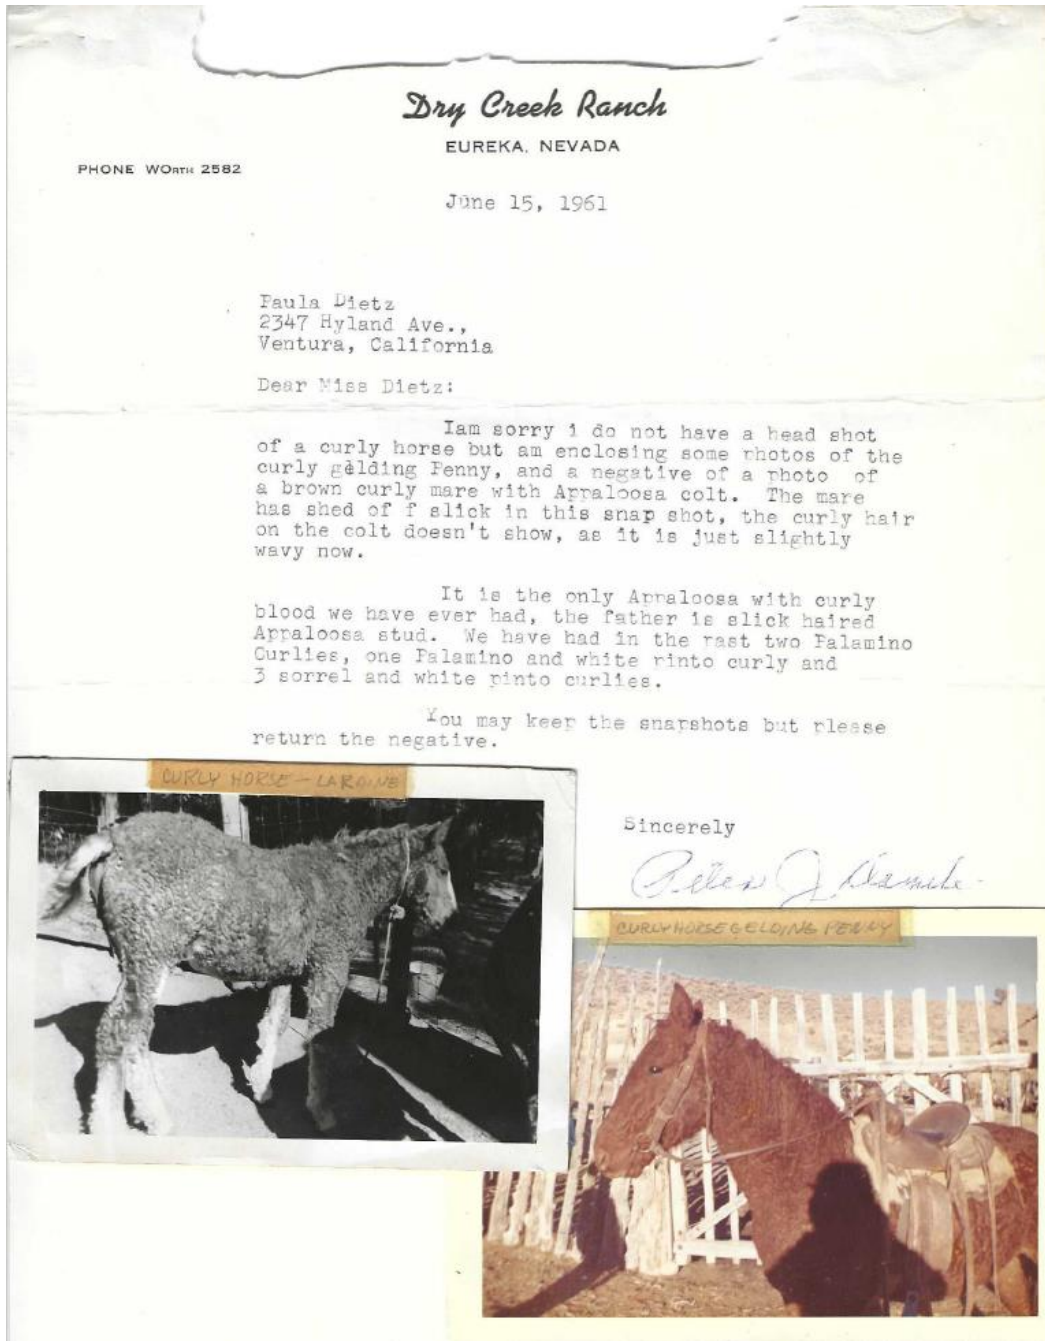 Dry Creek Ranch
EUREKA, NEVADA
PHONE WORTH 2582
June 15, 1961
Paula Dietz
2347 Hyland Ave.,
Ventura, California
Dear Miss Dietz:
Iam sorry i do not have a head shot
of a curly horse but am enclosing some photos of the
curly gelding Penny, and a negative of a photo of
a brown curly mare with Appaloosa colt. The mare
has shed of f slick in this snap shot, the curly hair
on the colt doesn't show, as it is just slightly
wavy now.
It is the only Appaloosa with curly
blood we have ever had, the father is slick haired
Appaloosa stud. We have had in the past two Palamino
Curlies, one Palamino and white pinto curly and
3 sorrel and white pinto curlies.
You may keep the snapshots but please
return the negative.
Sincerely
Peter J Damele
CURLY HORSE - LARAINE
CURLY HORSE GELDING PENNY